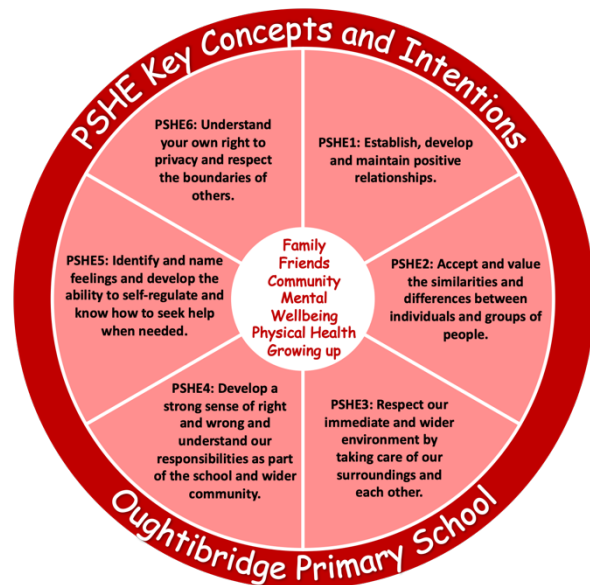 PSHE Key Concepts and Intentions
PSHE1: Establish, develop
and maintain positive
relationships.
PSHE2: Accept and value
the similarities and
differences between
individuals and groups of
people.
PSHE3: Respect our
immediate and wider
environment by
taking care of our
surroundings and
each other.
PSHE4: Develop a
strong sense of right
and wrong and
understand our
responsibilities as part
of the school and wider
community.
PSHE5: Identify and name
feelings and develop the
ability to self-regulate and
know how to seek help
when needed.
PSHE6: Understand
your own right to
privacy and respect
the boundaries of
others.
Family
Friends
Community
Mental
Wellbeing
Physical Health
Growing up
Oughtibridge Primary School